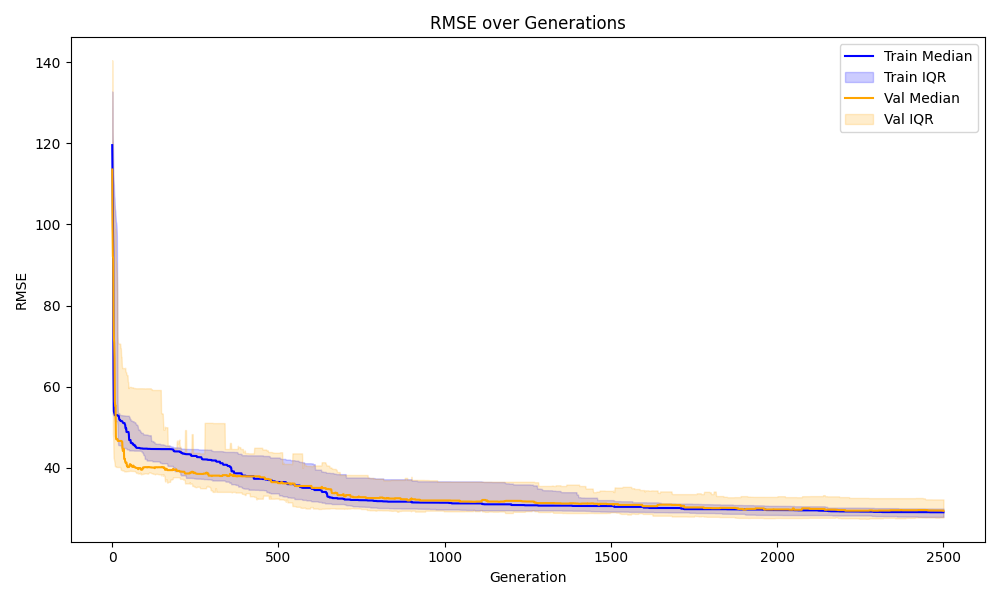 RMSE over Generations
140
120
100
80
60
40
RMSE
0
500
1000
1500
2000
2500
Generation
Train Median
Train IQR
Val Median
Val IQR